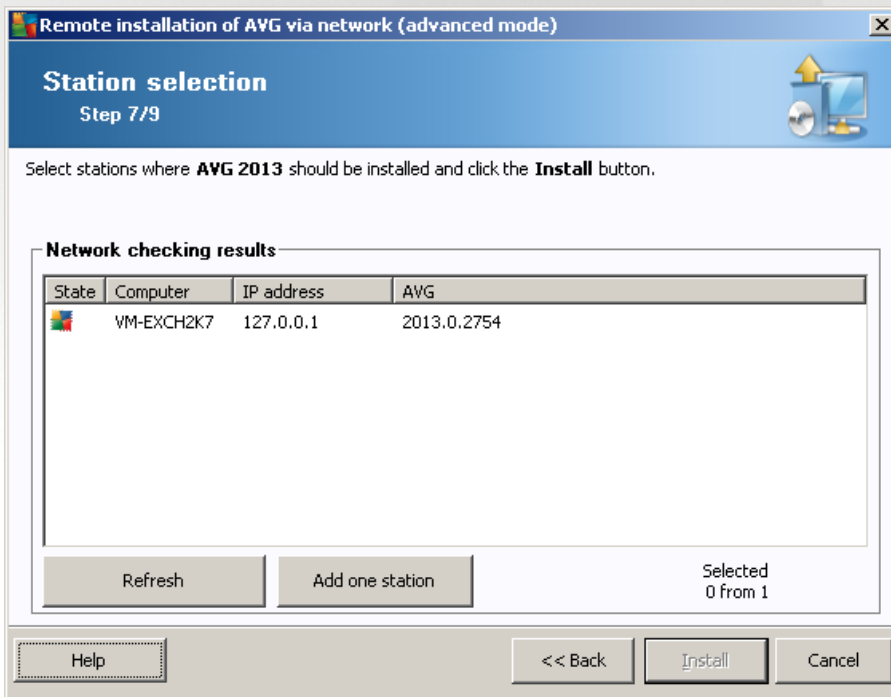 Remote installation of AVG via network (advanced mode)
Station selection
Step 7/9
Select stations where AVG 2013 should be installed and click the Install button.
Network checking results
State Computer IP address AVG
VM-EXCH2K7 127.0.0.1 2013.0.2754
Refresh Add one station Selected
0 from 1
Help << Back Install Cancel